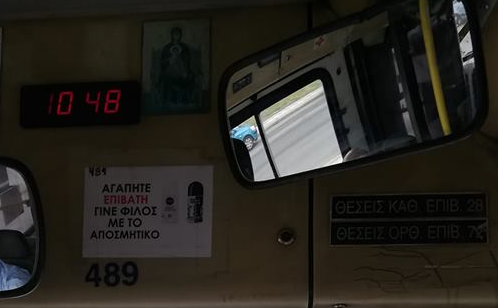 10 48
489
ΑΓΑΠΗΤΕ
ΕΠΙΒΑΤΗ
ΓΙΝΕ ΦΙΛΟΣ
ΜΕ ΤΟ
ΑΠΟΣΜΗΤΙΚΟ
489
ΘΕΣΕΙΣ ΚΑΘ. ΕΠΙΒ. 28
ΘΕΣΕΙΣ ΟΡΘ. ΕΠΙΒ.